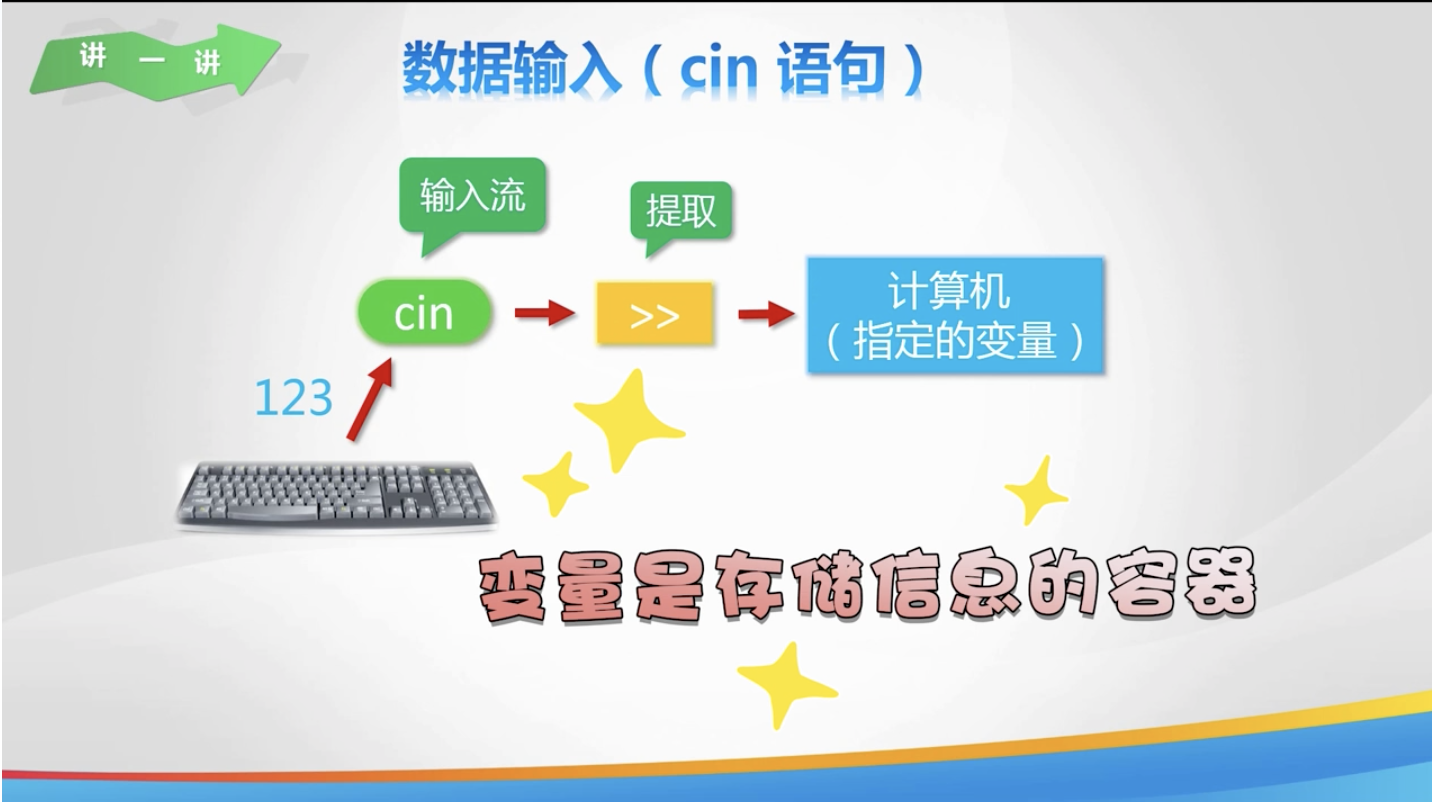 讲一讲
数据输入（cin 语句）
输入流
提取
cin
>>
计算机
（指定的变量）
123
变量是存储信息的容器